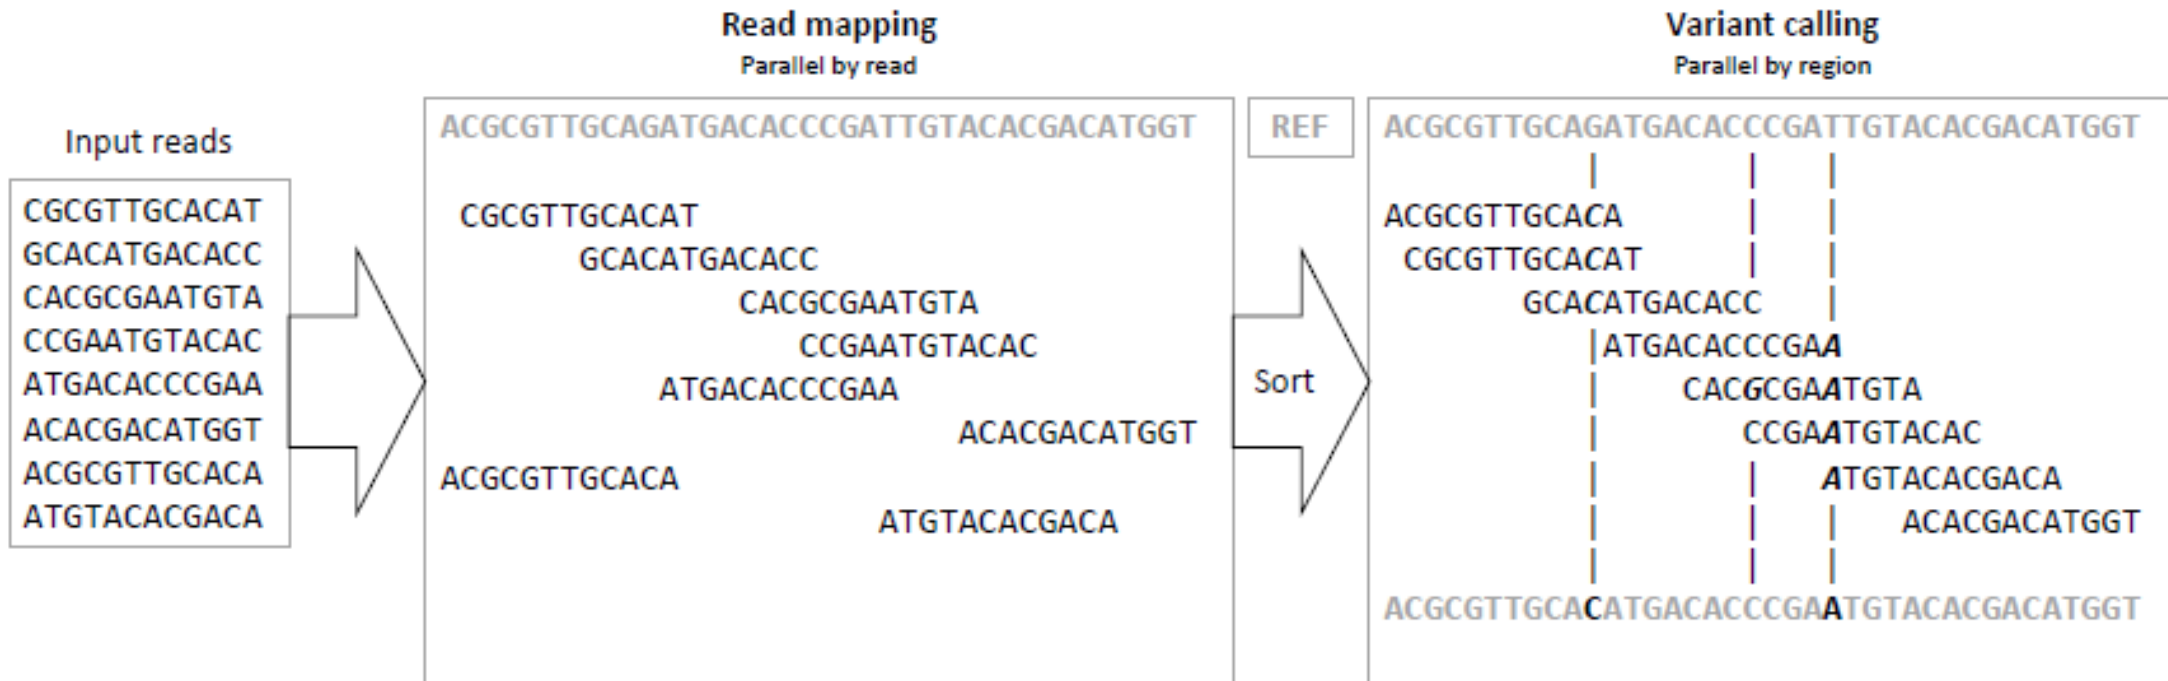 Read mapping
Parallel by read
Variant calling
Parallel by region
Input reads
CGCGTTGCACAT
GCACATGACACC
CACGCGAATGTA
CCGAATGTACAC
ATGACACCCGAA
ACACGACATGGT
ACGCGTTGCACA
ATGTACACGACA
ACGCGTTGCAGATGACACCCGATTGTACACGACATGGT
CGCGTTGCACAT
GCACATGACACC
CACGCGAATGTA
CCGAATGTACAC
ATGACACCCGAA
ACACGACATGGT
ACGCGTTGCACA
ATGTACACGACA
REF
Sort
ACGCGTTGCAGATGACACCCGATTGTACACGACATGGT
ACGCGTTGCACA
CGCGTTGCACAT
GCACATGACACC
ATGACACCCGAA
CACGCGAATGTA
CCGAATGTACAC
ATGTACACGACA
ACACGACATGGT
ACGCGTTGCACATGACACCCGAATGTACACGACATGGT